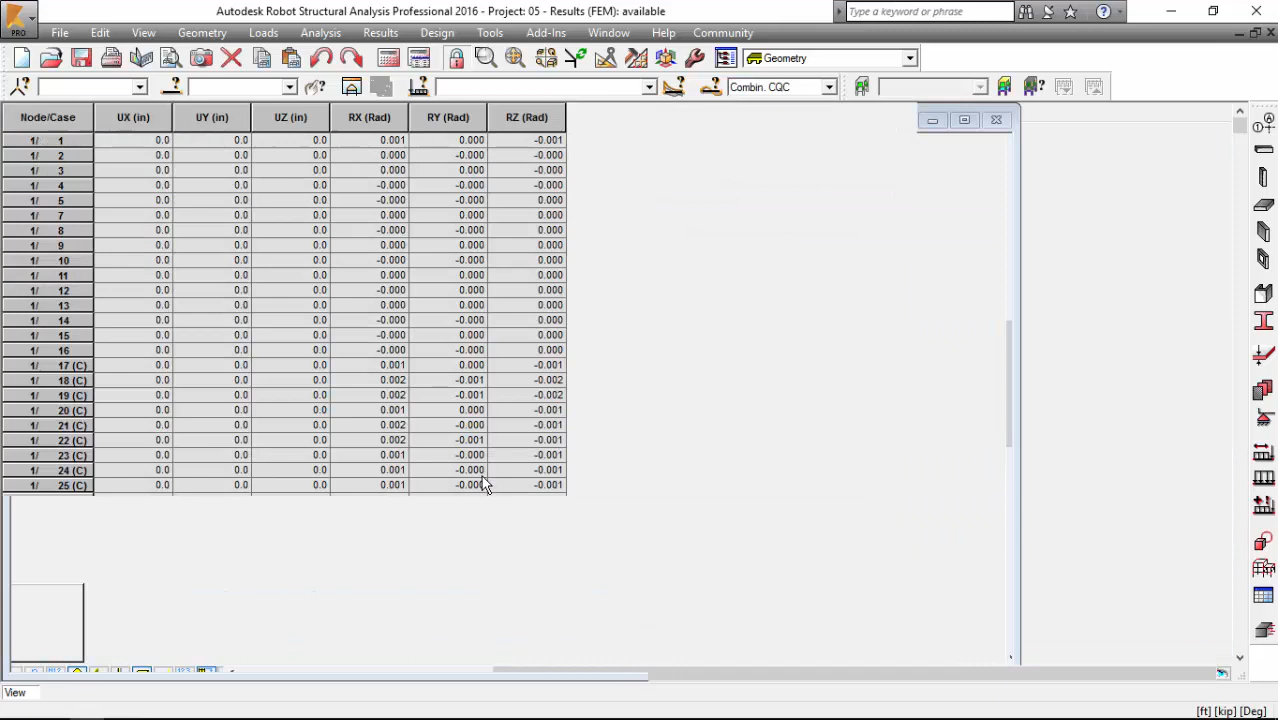 Autodesk Robot Structural Analysis Professional 2016 - Project: 05 - Results (FEM): available
Type a keyword or phrase
PRO
File Edit View Geometry Loads Analysis Results Design Tools Add-Ins Window Help Community
Geometry
Combin. CQC
Node/Case UX (in) UY (in) UZ (in) RX (Rad) RY (Rad) RZ (Rad)
1/ 1 0.0 0.0 0.0 0.001 0.000 -0.001
1/ 2 0.0 0.0 0.0 0.000 -0.000 -0.000
1/ 3 0.0 0.0 0.0 0.000 -0.000 -0.000
1/ 4 0.0 0.0 0.0 -0.000 -0.000 -0.000
1/ 5 0.0 0.0 0.0 -0.000 -0.000 0.000
1/ 7 0.0 0.0 0.0 0.000 0.000 0.000
1/ 8 0.0 0.0 0.0 -0.000 -0.000 0.000
1/ 9 0.0 0.0 0.0 0.000 0.000 0.000
1/ 10 0.0 0.0 0.0 -0.000 -0.000 0.000
1/ 11 0.0 0.0 0.0 0.000 0.000 0.000
1/ 12 0.0 0.0 0.0 -0.000 0.000 0.000
1/ 13 0.0 0.0 0.0 0.000 0.000 0.000
1/ 14 0.0 0.0 0.0 -0.000 0.000 0.000
1/ 15 0.0 0.0 0.0 0.000 0.000 0.000
1/ 16 0.0 0.0 0.0 -0.000 -0.000 0.000
1/ 17 (C) 0.0 0.0 0.0 0.001 0.000 -0.001
1/ 18 (C) 0.0 0.0 0.0 0.002 -0.001 -0.002
1/ 19 (C) 0.0 0.0 0.0 0.002 -0.001 -0.002
1/ 20 (C) 0.0 0.0 0.0 0.001 0.000 -0.001
1/ 21 (C) 0.0 0.0 0.0 0.002 -0.000 -0.001
1/ 22 (C) 0.0 0.0 0.0 0.002 -0.001 -0.001
1/ 23 (C) 0.0 0.0 0.0 0.001 -0.000 -0.001
1/ 24 (C) 0.0 0.0 0.0 0.001 -0.000 -0.001
1/ 25 (C) 0.0 0.0 0.0 0.001 -0.000 -0.001
View
[ft] [kip] [Deg]